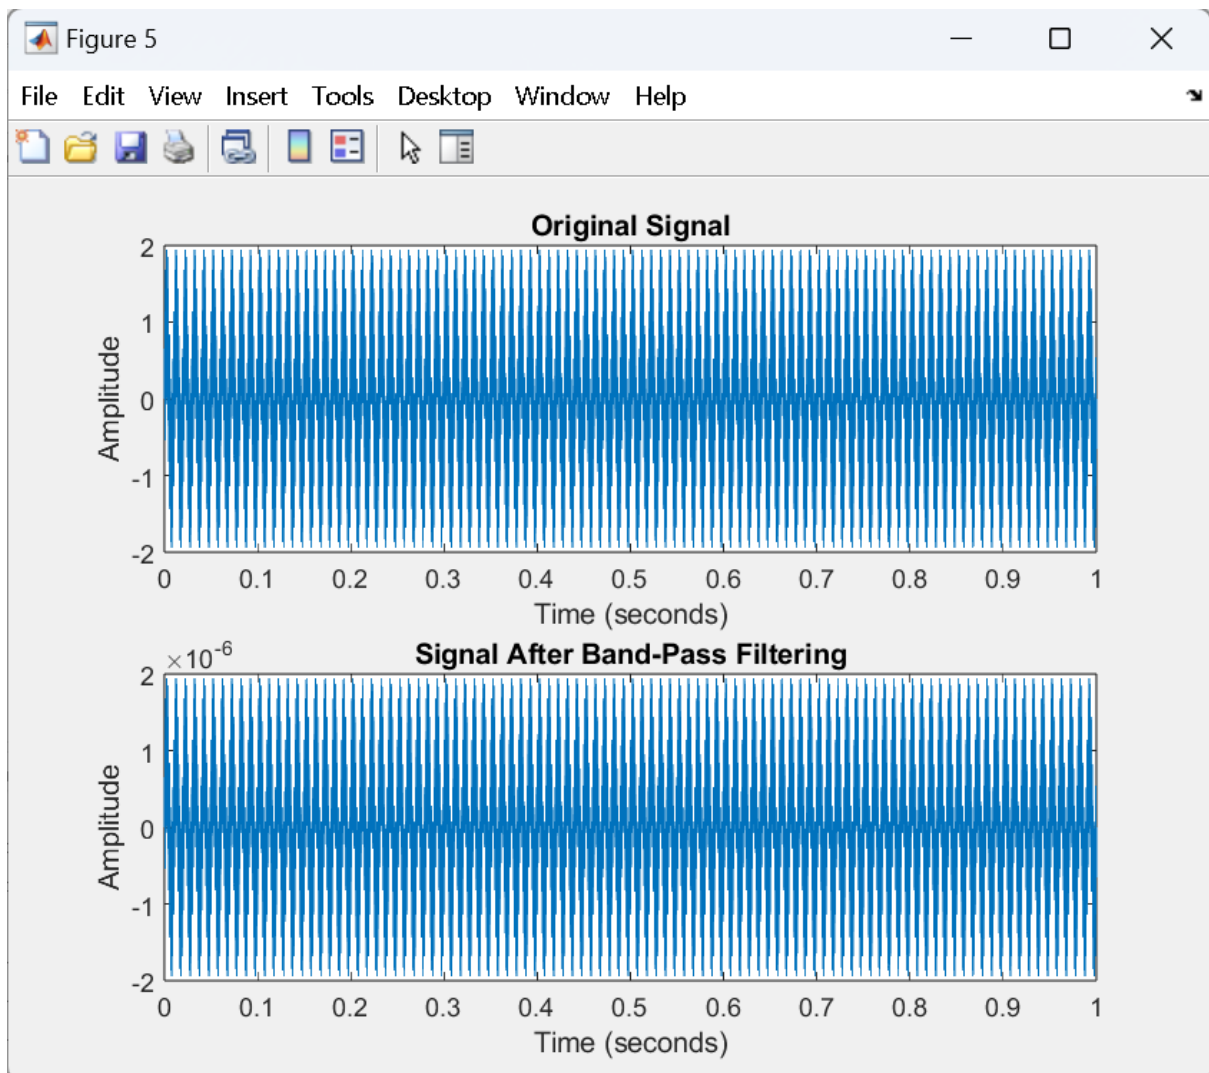 Figure 5
File Edit View Insert Tools Desktop Window Help
Original Signal
2
1
0
-1
-2
Amplitude
0 0.1 0.2 0.3 0.4 0.5 0.6 0.7 0.8 0.9 1
Time (seconds)
×10⁻⁶
Signal After Band-Pass Filtering
2
1
0
-1
-2
Amplitude
0 0.1 0.2 0.3 0.4 0.5 0.6 0.7 0.8 0.9 1
Time (seconds)